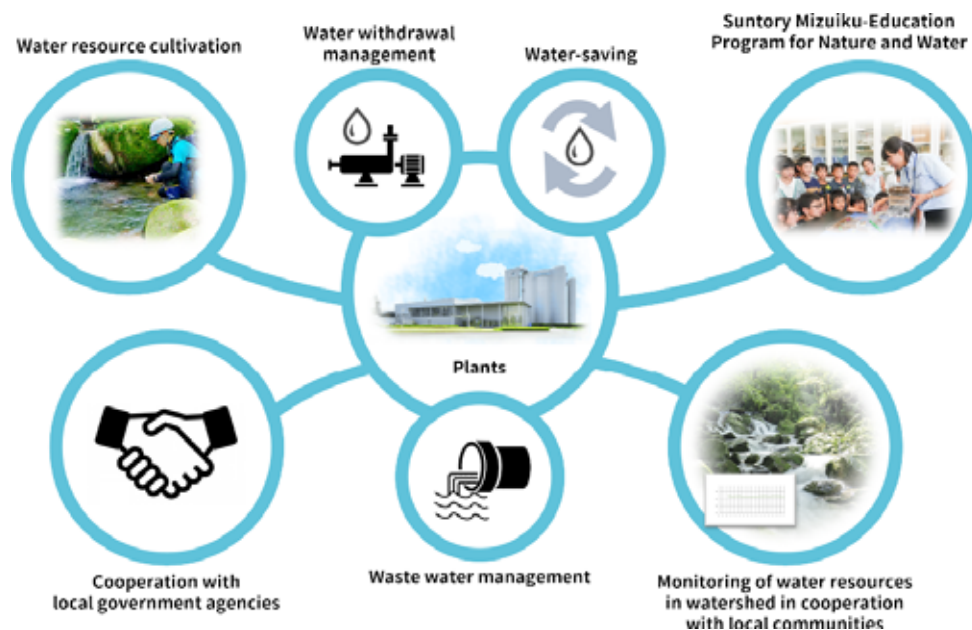 Water resource cultivation
Water withdrawal
management
Water-saving
Suntory Mizuiku-Education
Program for Nature and Water
Plants
Cooperation with
local government agencies
Waste water management
Monitoring of water resources
in watershed in cooperation
with local communities